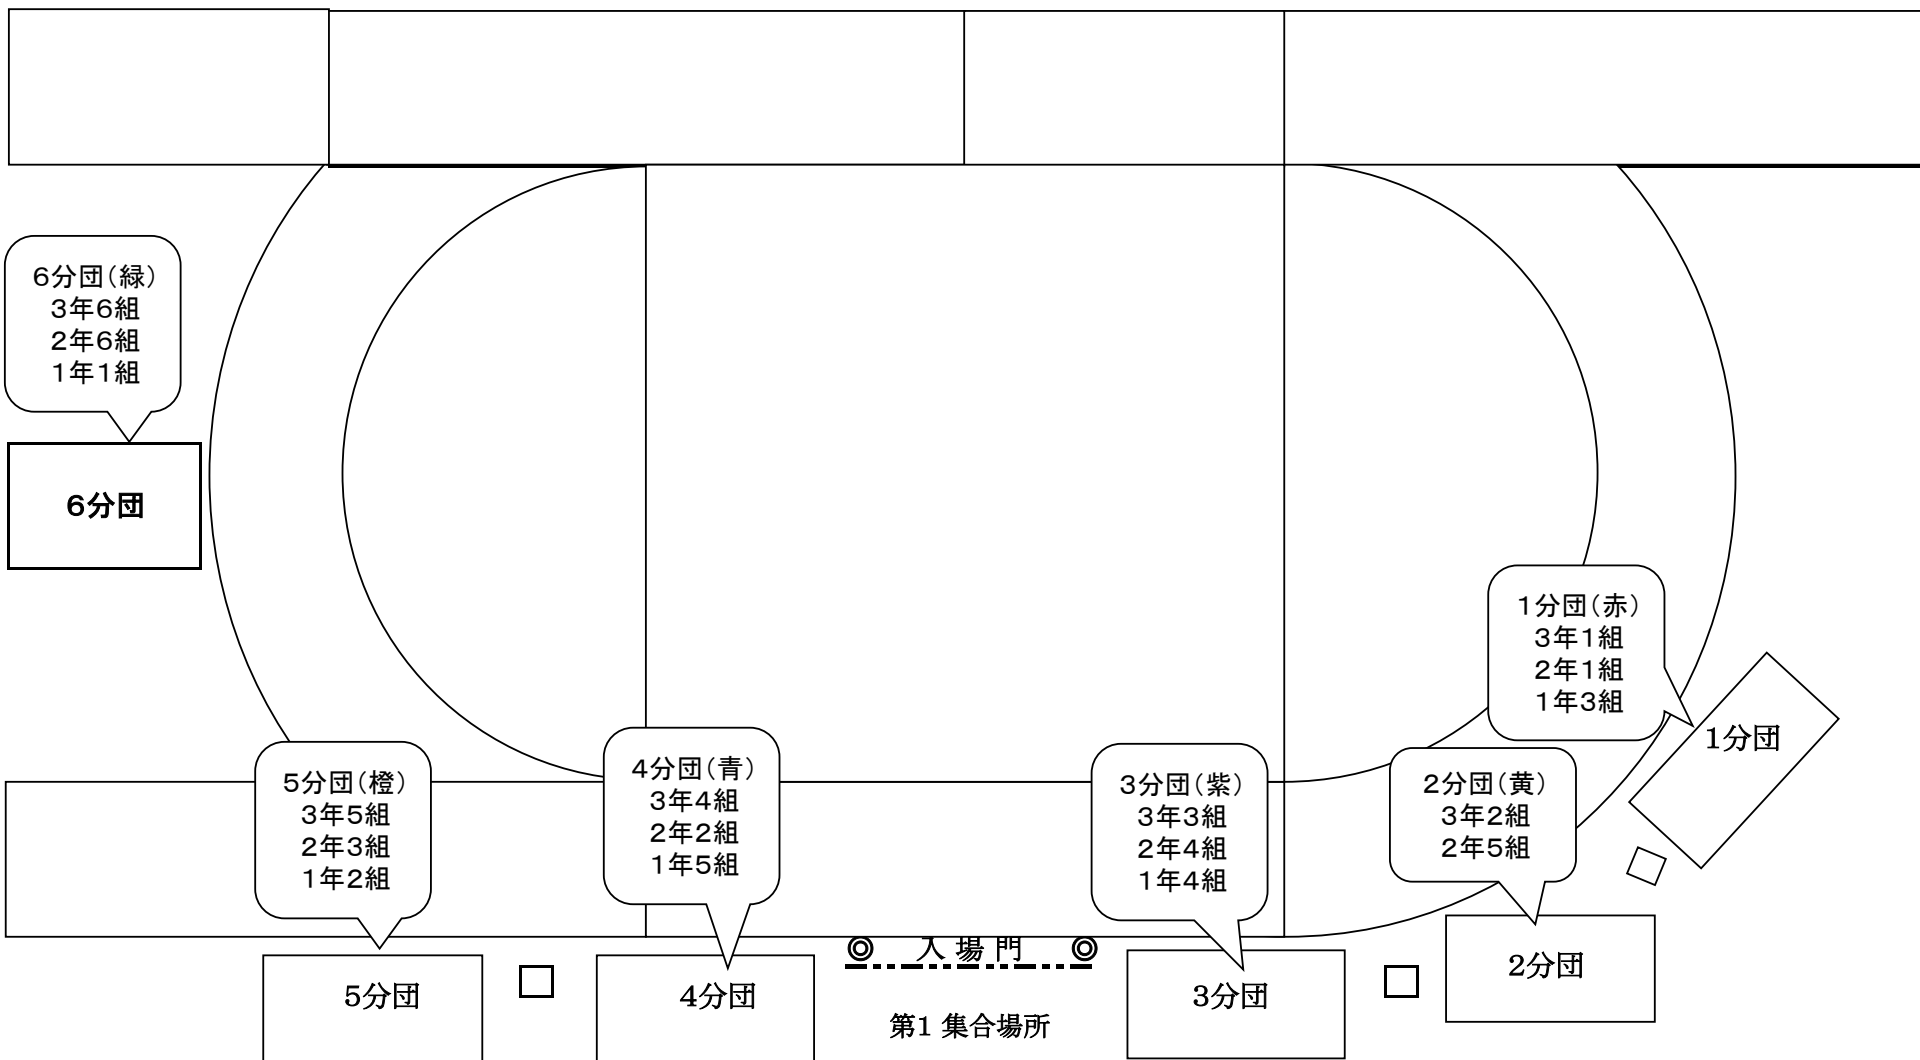 6分団(緑)
3年6組
2年6組
1年1組
6分団
1分団(赤)
3年1組
2年1組
1年3組
1分団
5分団(橙)
3年5組
2年3組
1年2組
4分団(青)
3年4組
2年2組
1年5組
3分団(紫)
3年3組
2年4組
1年4組
2分団(黄)
3年2組
2年5組
◎ 入場門 ◎
5分団
4分団
3分団
2分団
第1 集合場所